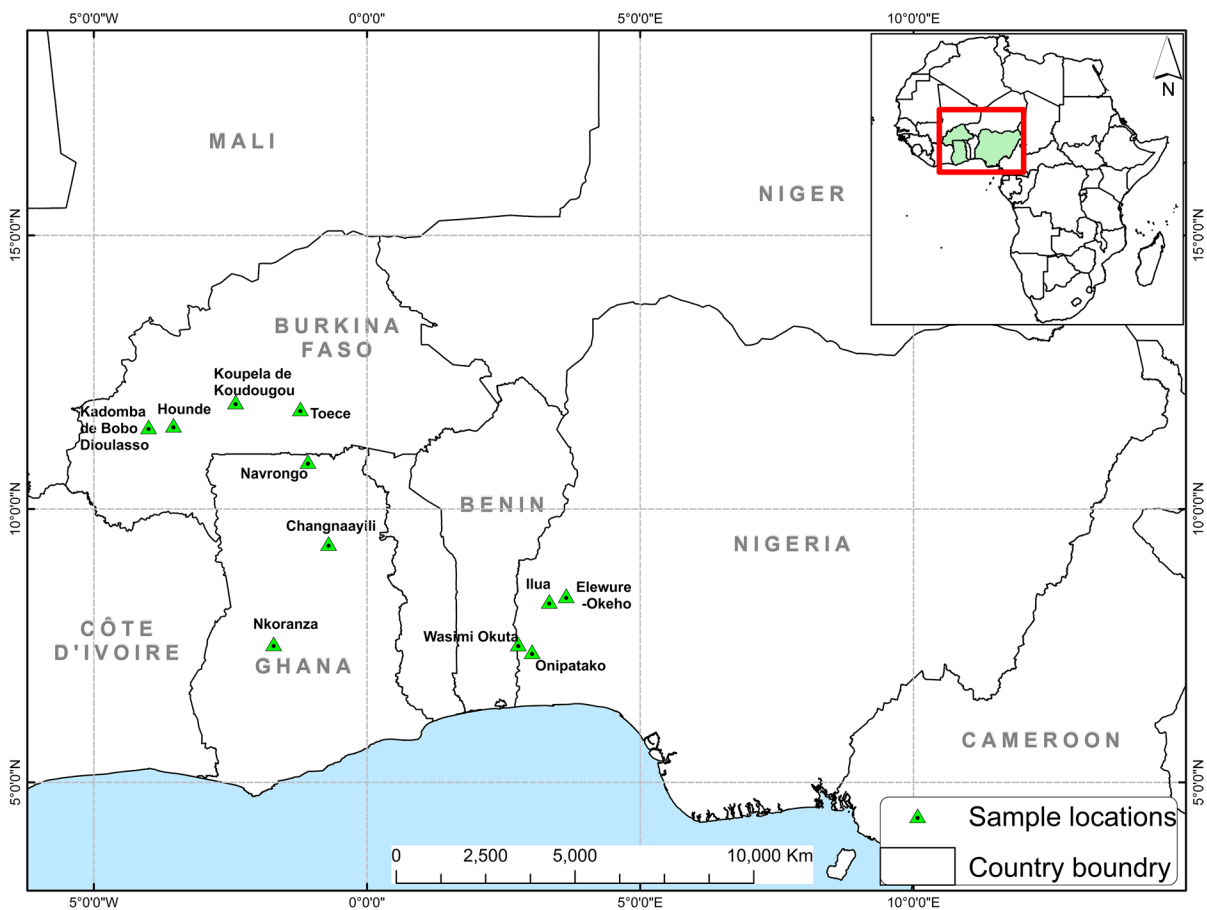 5°0'0"W 0°0'0" 5°0'0"E 10°0'0"E
N
MALI
NIGER
15°0'0"N 15°0'0"N
BURKINA
FASO
Koupela de
Koudougou
Kadomba
de Bobo
Dioulasso
Hounde
Toece
Navrongo
10°0'0"N 10°0'0"N
BENIN
Changnaayili
NIGERIA
Ilua
Elewure
-Okeho
Nkoranza
Wasimi Okuta
Onipatako
CÔTE
D'IVOIRE
GHANA
CAMEROON
5°0'0"N 5°0'0"N
Sample locations
Country boundry
0 2,500 5,000 10,000 Km
5°0'0"W 0°0'0" 5°0'0"E 10°0'0"E